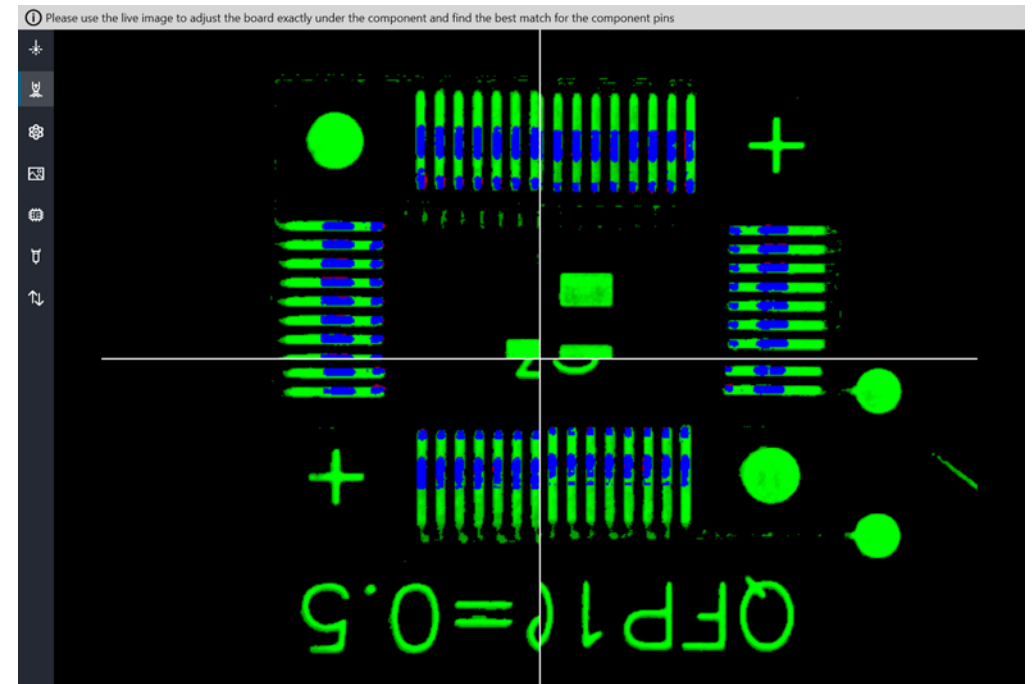 Please use the live image to adjust the board exactly under the component and find the best match for the component pins
QFP10=0.5